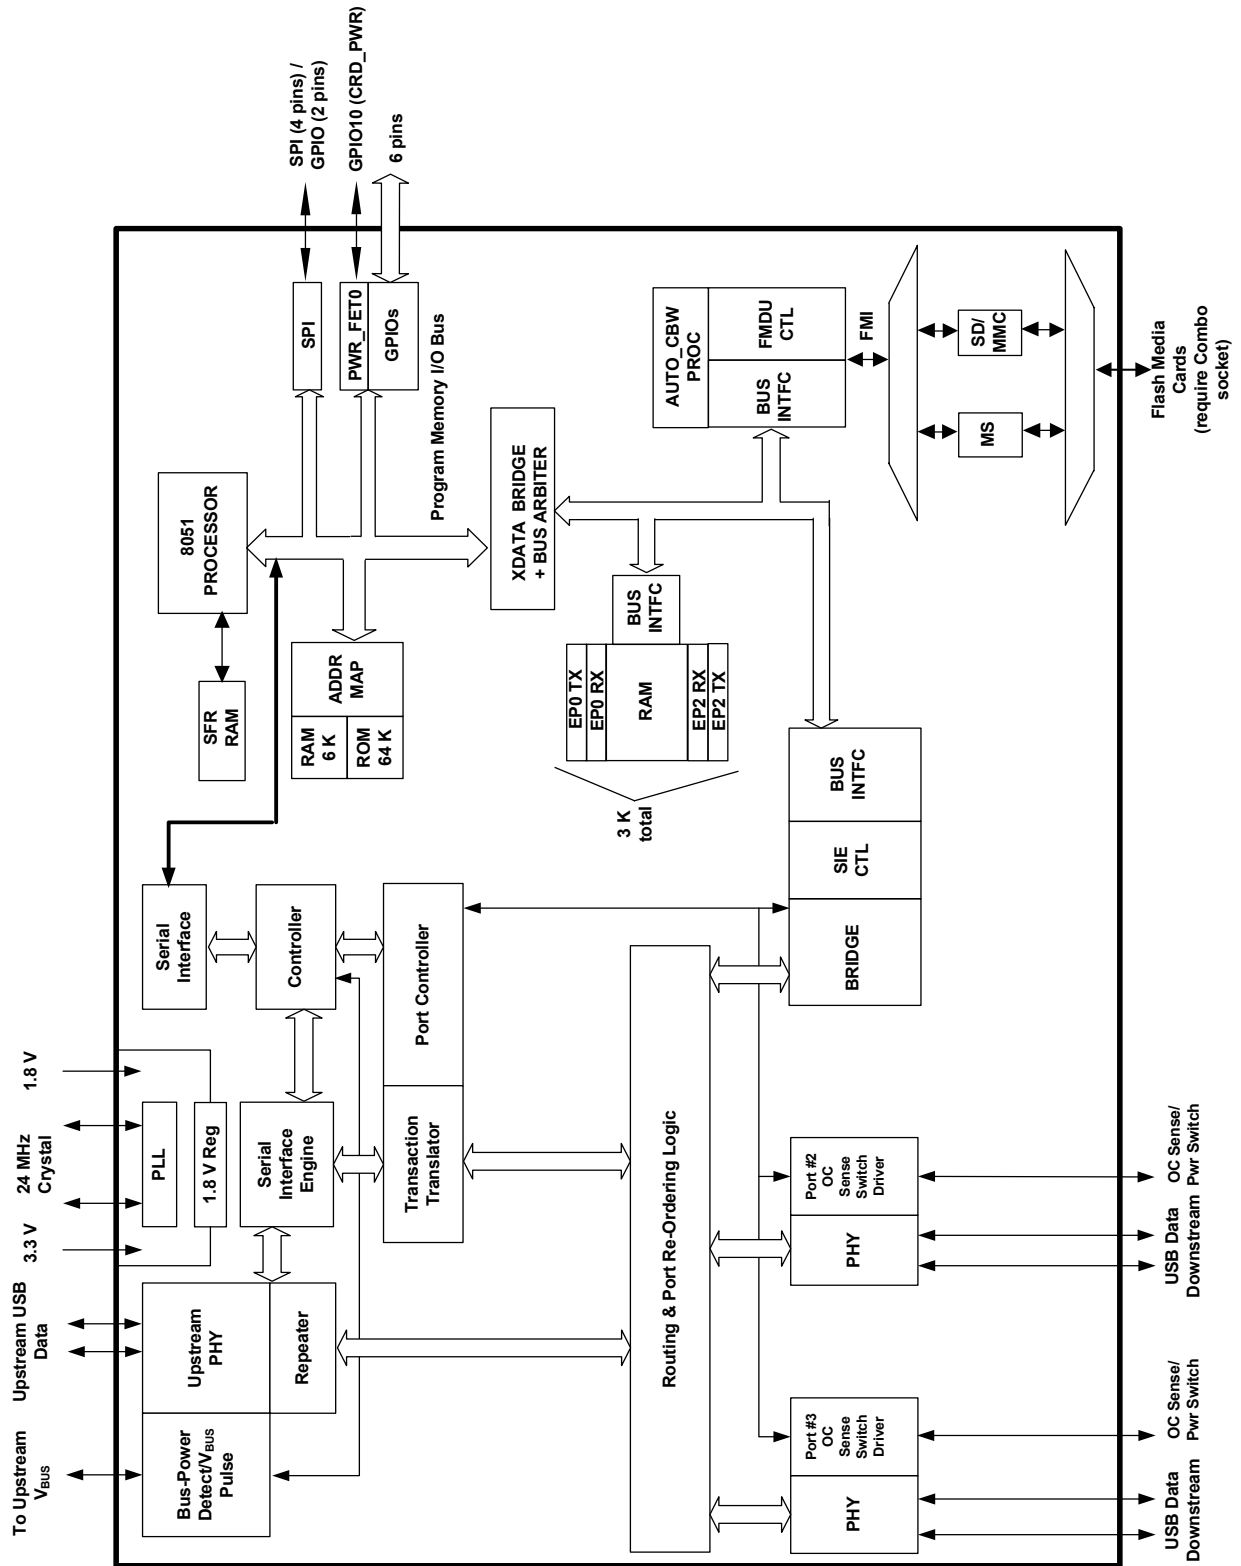 To Upstream
VBUS
Upstream USB
Data
3.3 V
24 MHz
Crystal
1.8 V
Bus-Power
Detect/VBUS
Pulse
Upstream
PHY
Repeater
PLL
1.8 V Reg
Serial
Interface
Engine
Serial
Interface
Controller
Transaction
Translator
Port Controller
SFR
RAM
8051
PROCESSOR
RAM
6 K
ROM
64 K
ADDR
MAP
SPI
PWR_FET0
GPIOs
SPI (4 pins) /
GPIO (2 pins)
GPIO10 (CRD_PWR)
6 pins
Program Memory I/O Bus
XDATA BRIDGE
+ BUS ARBITER
3 K
total
EP0 TX
EP0 RX
RAM
EP2 RX
EP2 TX
BUS
INTFC
AUTO_CBW
PROC
BUS
INTFC
FMDU
CTL
FMI
MS
SD/
MMC
Flash Media
Cards
(require Combo
socket)
Routing & Port Re-Ordering Logic
BRIDGE
SIE
CTL
BUS
INTFC
PHY
Port #3
OC
Sense
Switch
Driver
PHY
Port #2
OC
Sense
Switch
Driver
USB Data
Downstream
OC Sense/
Pwr Switch
USB Data
Downstream
OC Sense/
Pwr Switch